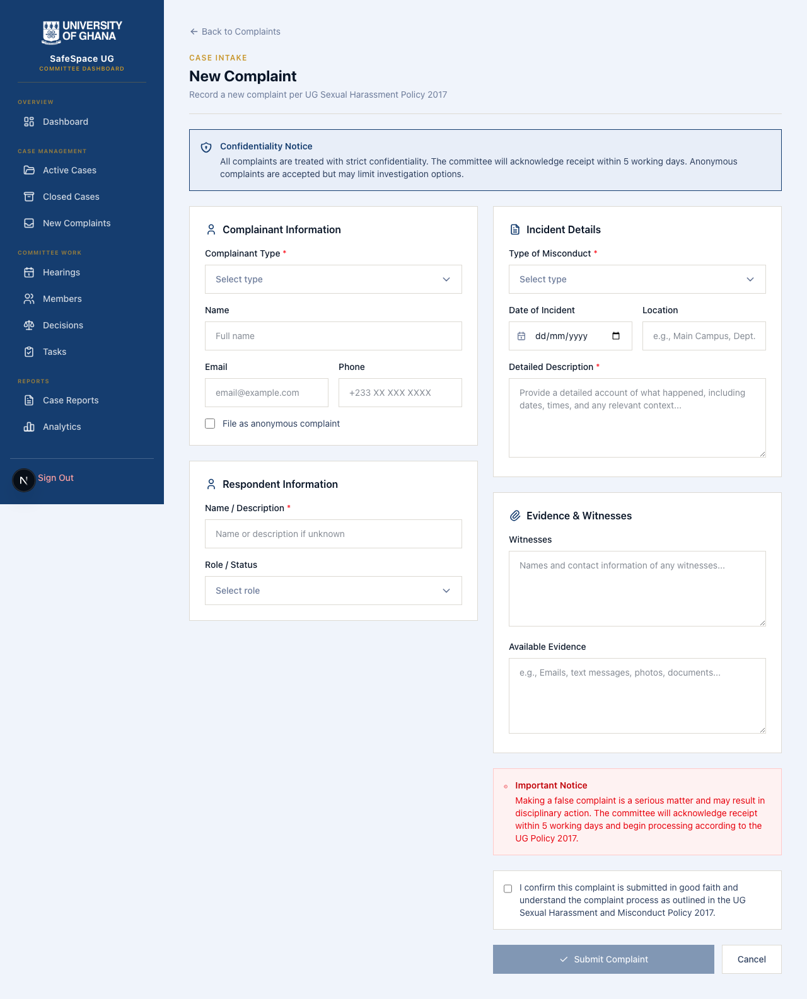 UNIVERSITY
OF GHANA
SafeSpace UG
COMMITTEE DASHBOARD
OVERVIEW
Dashboard
CASE MANAGEMENT
Active Cases
Closed Cases
New Complaints
COMMITTEE WORK
Hearings
Members
Decisions
Tasks
REPORTS
Case Reports
Analytics
N
Sign Out
Back to Complaints
CASE INTAKE
New Complaint
Record a new complaint per UG Sexual Harassment Policy 2017
Confidentiality Notice
All complaints are treated with strict confidentiality. The committee will acknowledge receipt within 5 working days. Anonymous
complaints are accepted but may limit investigation options.
Complainant Information
Complainant Type *
Select type
Name
Full name
Email
Phone
email@example.com
+233 XX XXX XXXX
File as anonymous complaint
Respondent Information
Name / Description *
Name or description if unknown
Role / Status
Select role
Incident Details
Type of Misconduct *
Select type
Date of Incident
Location
dd/mm/yyyy
e.g., Main Campus, Dept.
Detailed Description *
Provide a detailed account of what happened, including
dates, times, and any relevant context...
Evidence & Witnesses
Witnesses
Names and contact information of any witnesses...
Available Evidence
e.g., Emails, text messages, photos, documents...
Important Notice
Making a false complaint is a serious matter and may result in
disciplinary action. The committee will acknowledge receipt
within 5 working days and begin processing according to the
UG Policy 2017.
I confirm this complaint is submitted in good faith and
understand the complaint process as outlined in the UG
Sexual Harassment and Misconduct Policy 2017.
Submit Complaint
Cancel